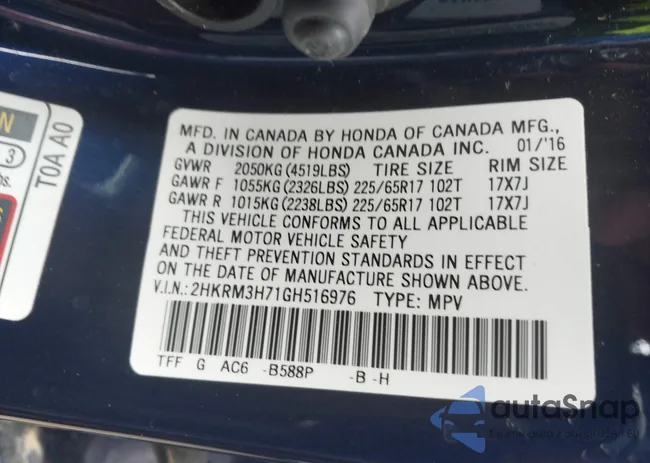 MFD. IN CANADA BY HONDA OF CANADA MFG.,
A DIVISION OF HONDA CANADA INC. 01/'16
GVWR 2050KG(4519LBS) TIRE SIZE RIM SIZE
GAWR F 1055KG(2326LBS) 225/65R17 102T 17X7J
GAWR R 1015KG(2238LBS) 225/65R17 102T 17X7J
THIS VEHICLE CONFORMS TO ALL APPLICABLE
FEDERAL MOTOR VEHICLE SAFETY
AND THEFT PREVENTION STANDARDS IN EFFECT
ON THE DATE OF MANUFACTURE SHOWN ABOVE.
V.I.N.: 2HKRM3H71GH516976 TYPE: MPV
TFF G AC6 -B588P -B -H
N
3
T0A A0
autoSnap